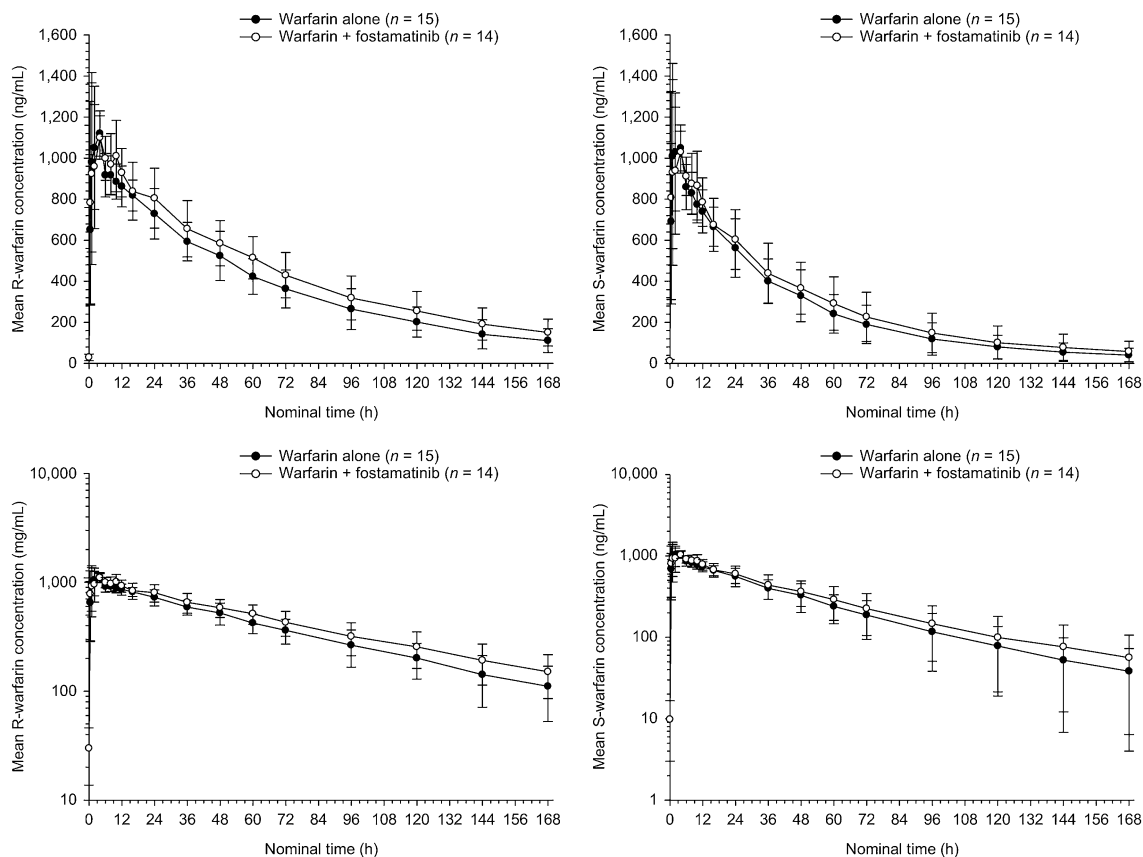 Warfarin alone (n = 15)
Warfarin + fostamatinib (n = 14)
Mean R-warfarin concentration (ng/mL)
1,600
1,400
1,200
1,000
800
600
400
200
0
0 12 24 36 48 60 72 84 96 108 120 132 144 156 168
Nominal time (h)
Warfarin alone (n = 15)
Warfarin + fostamatinib (n = 14)
Mean S-warfarin concentration (ng/mL)
1,600
1,400
1,200
1,000
800
600
400
200
0
0 12 24 36 48 60 72 84 96 108 120 132 144 156 168
Nominal time (h)
Warfarin alone (n = 15)
Warfarin + fostamatinib (n = 14)
Mean R-warfarin concentration (mg/mL)
10,000
1,000
100
10
0 12 24 36 48 60 72 84 96 108 120 132 144 156 168
Nominal time (h)
Warfarin alone (n = 15)
Warfarin + fostamatinib (n = 14)
Mean S-warfarin concentration (ng/mL)
10,000
1,000
100
10
1
0 12 24 36 48 60 72 84 96 108 120 132 144 156 168
Nominal time (h)